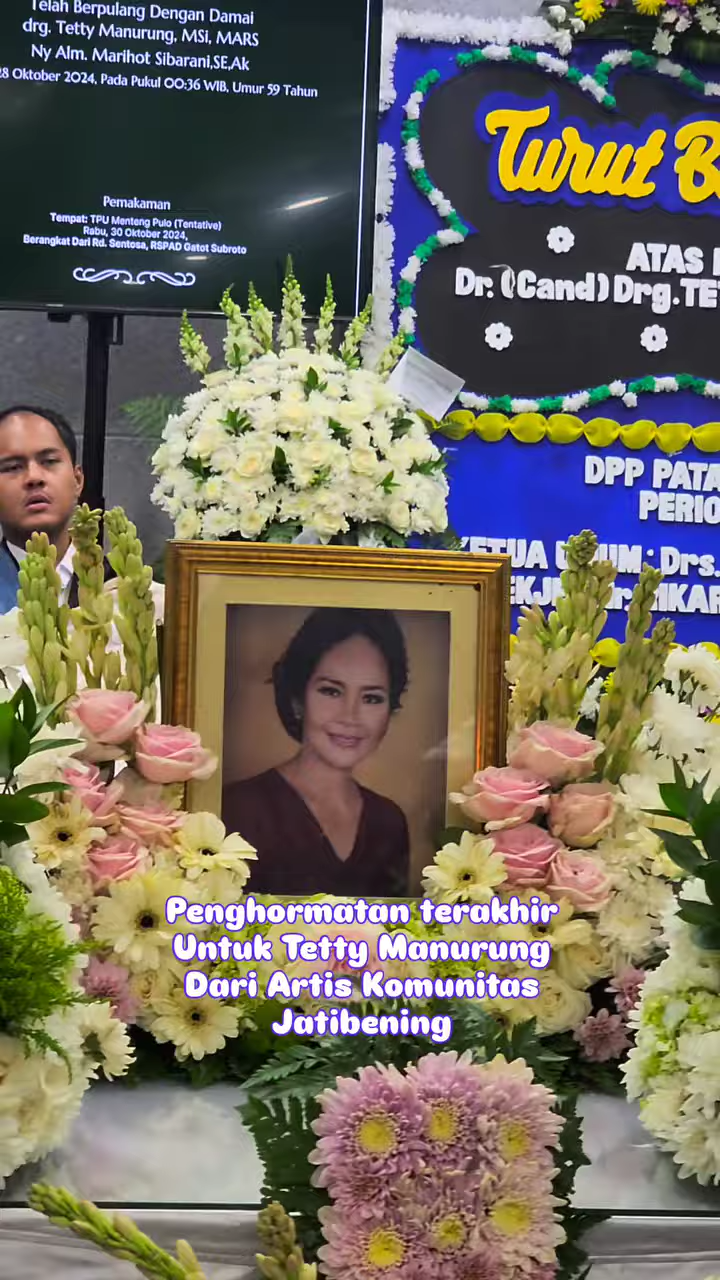 Telah Berpulang Dengan Damai
drg. Tetty Manurung, MSi, MARS
Ny Alm. Marihot Sibarani,SE,Ak
28 Oktober 2024, Pada Pukul 00:36 WIB, Umur 59 Tahun
Pemakaman
Tempat: TPU Menteng Pulo (Tentative)
Rabu, 30 Oktober 2024,
Berangkat Dari Rd. Sentosa, RSPAD Gatot Subroto
Turut
ATAS
Dr. (Cand) Drg.
DPP
KETUA UMUM : Drs.
Penghormatan terakhir
Untuk Tetty Manurung
Dari Artis Komunitas
Jatibening